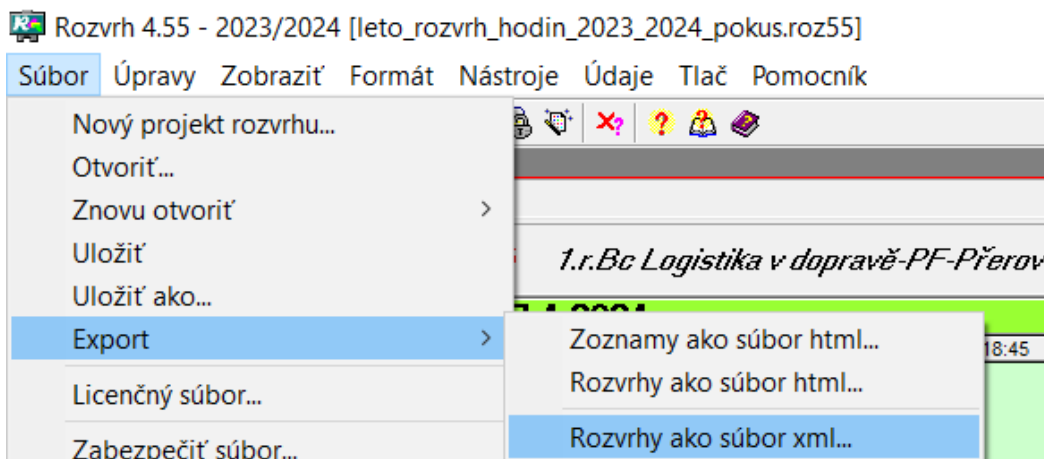 Rozvrh 4.55 - 2023/2024 [leto_rozvrh_hodin_2023_2024_pokus.roz55]
Súbor Úpravy Zobraziť Formát Nástroje Údaje Tlač Pomocník
Nový projekt rozvrhu...
Otvoriť...
Znovu otvoriť
Uložiť
1.r.Bc Logistika v dopravě-PF-Přerov
Uložiť ako...
Export
Zoznamy ako súbor html...
18:45
Rozvrhy ako súbor html...
Licenčný súbor...
Rozvrhy ako súbor xml...
Zabezpečiť súbor...